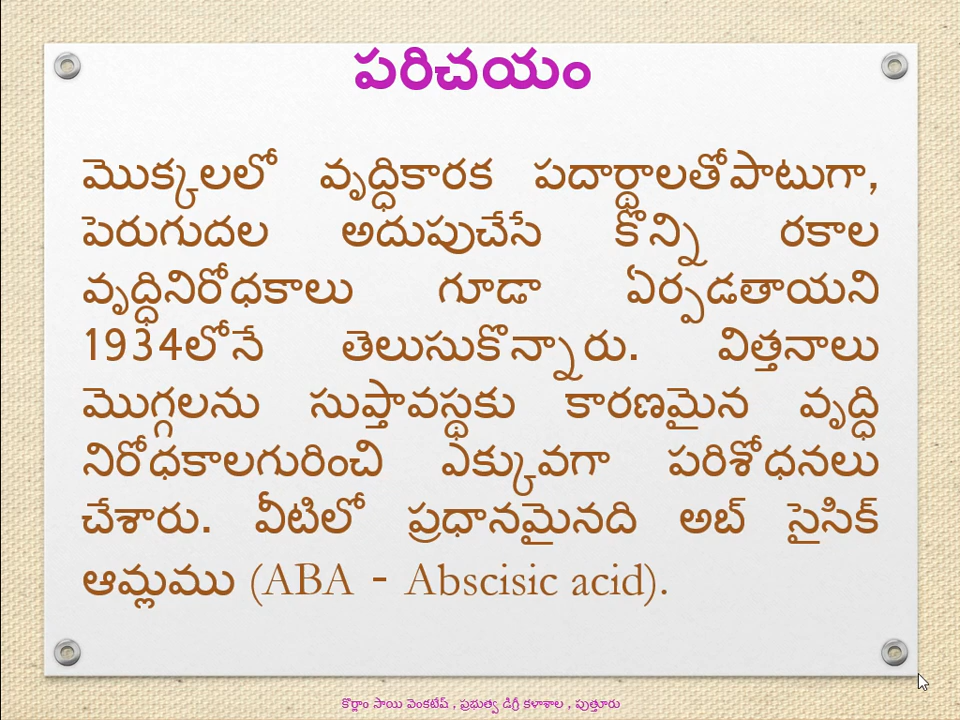 పరిచయం
మొక్కలలో వృద్ధికారక పదార్థాలతోపాటుగా,
పెరుగుదల అదుపుచేసే కొన్ని రకాల
వృద్ధినిరోధకాలు గూడా ఏర్పడతాయని
1934లోనే తెలుసుకొన్నారు. విత్తనాలు
మొగ్గలను సుప్తావస్థకు కారణమైన వృద్ధి
నిరోధకాలగురించి ఎక్కువగా పరిశోధనలు
చేశారు. వీటిలో ప్రధానమైనది అబ్ సైసిక్
ఆమ్లము (ABA - Abscisic acid).
కొర్లాం సాయి వెంకటేష్ , ప్రభుత్వ డిగ్రీ కళాశాల , పుత్తూరు